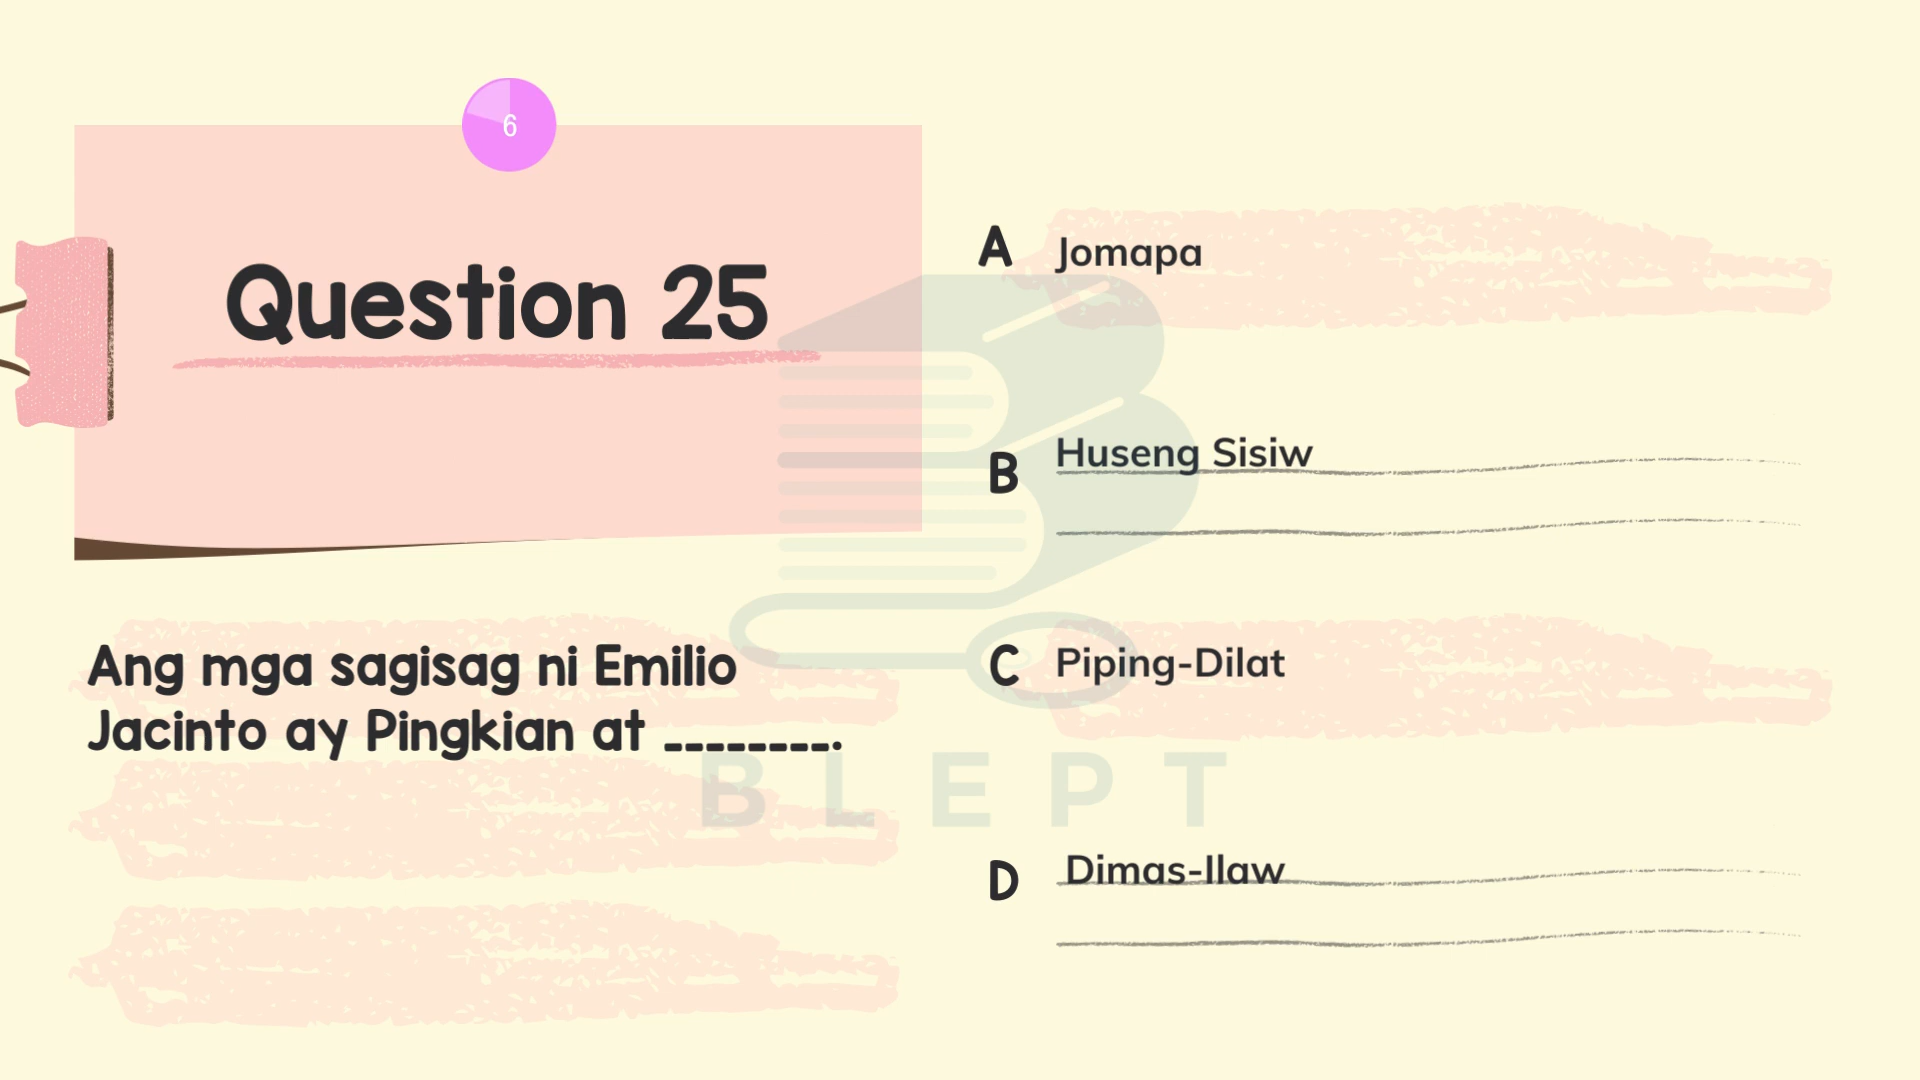 6
Question 25
Ang mga sagisag ni Emilio
Jacinto ay Pingkian at ________.
A Jomapa
B Huseng Sisiw
C Piping-Dilat
D Dimas-Ilaw
BLEPT